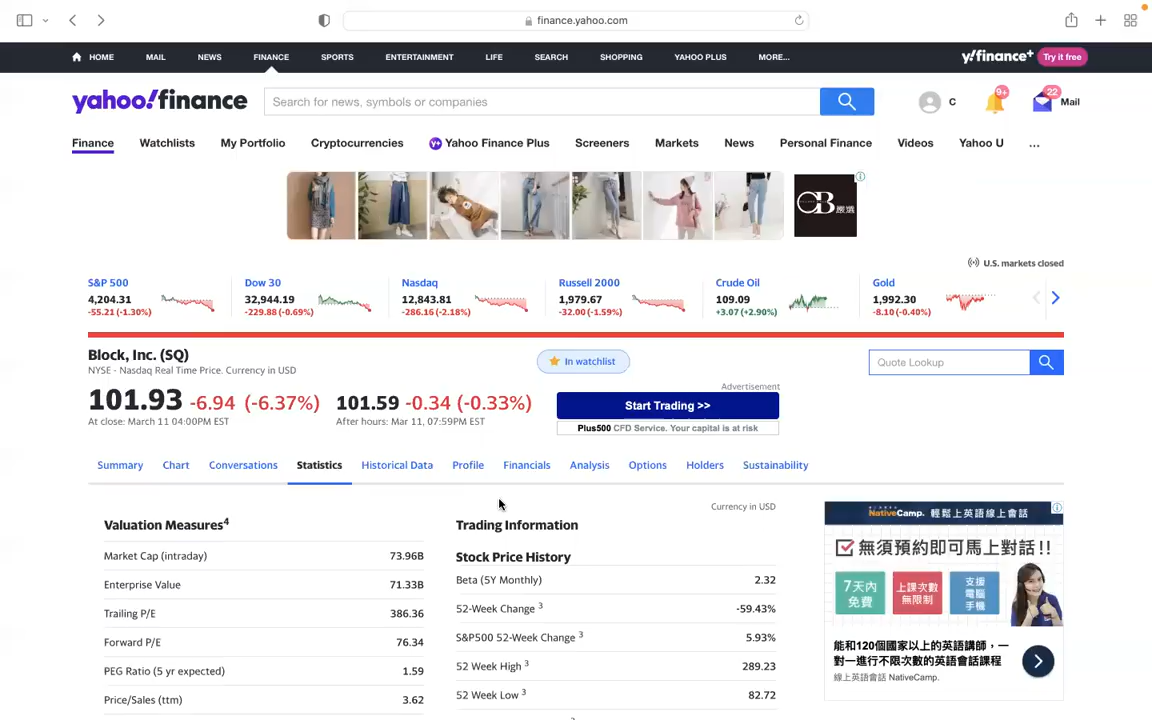 finance.yahoo.com
HOME MAIL NEWS FINANCE SPORTS ENTERTAINMENT LIFE SEARCH SHOPPING YAHOO PLUS MORE... y!finance+ Try it free
yahoo!finance Search for news, symbols or companies C 9+ 22 Mail
Finance Watchlists My Portfolio Cryptocurrencies Y+ Yahoo Finance Plus Screeners Markets News Personal Finance Videos Yahoo U ...
OB嚴選
U.S. markets closed
S&P 500 Dow 30 Nasdaq Russell 2000 Crude Oil Gold
4,204.31 32,944.19 12,843.81 1,979.67 109.09 1,992.30
-55.21 (-1.30%) -229.88 (-0.69%) -286.16 (-2.18%) -32.00 (-1.59%) +3.07 (+2.90%) -8.10 (-0.40%)
Block, Inc. (SQ) In watchlist Quote Lookup
NYSE - Nasdaq Real Time Price. Currency in USD
Advertisement
101.93 -6.94 (-6.37%) 101.59 -0.34 (-0.33%) Start Trading >>
At close: March 11 04:00PM EST After hours: Mar 11, 07:59PM EST Plus500 CFD Service. Your capital is at risk
Summary Chart Conversations Statistics Historical Data Profile Financials Analysis Options Holders Sustainability
Currency in USD
Valuation Measures4
Market Cap (intraday) 73.96B
Enterprise Value 71.33B
Trailing P/E 386.36
Forward P/E 76.34
PEG Ratio (5 yr expected) 1.59
Price/Sales (ttm) 3.62
Trading Information
Stock Price History
Beta (5Y Monthly) 2.32
52-Week Change 3 -59.43%
S&P500 52-Week Change 3 5.93%
52 Week High 3 289.23
52 Week Low 3 82.72
NativeCamp. 輕鬆上英語線上會話
無須預約即可馬上對話!!
7天內免費 上課次數無限制 支援電腦手機
能和120個國家以上的英語講師，一
對一進行不限次數的英語會話課程
線上英語會話 NativeCamp.